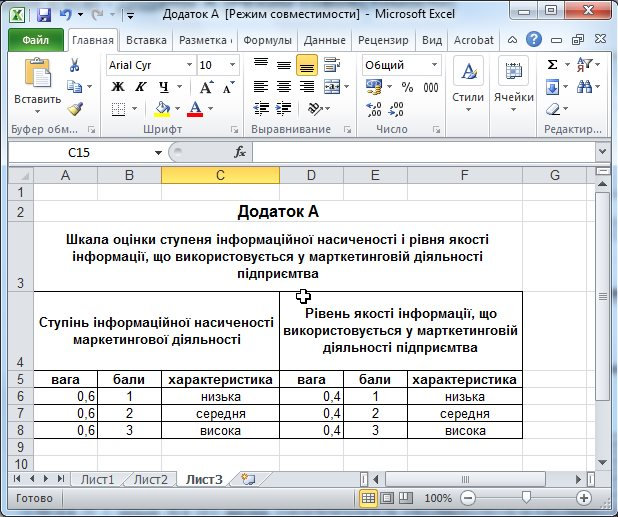 Додаток А [Режим совместимости] - Microsoft Excel
Файл Главная Вставка Разметка Формулы Данные Рецензир Вид Acrobat
Вставить
Arial Cyr 10
Ж К Ч
Общий
% 000
Стили Ячейки
Буфер обм... Шрифт Выравнивание Число Редактир...
C15 fx
A B C D E F G
1
2 Додаток А
Шкала оцінки ступеня інформаційної насиченості і рівня якості
інформації, що використовується у марткетинговій діяльності
3 підприємтва
Ступінь інформаційної насиченості
маркетингової діяльності
Рівень якості інформації, що
використовується у марткетинговій
діяльності підприємтва
4
5 вага бали характеристика вага бали характеристика
6 0,6 1 низька 0,4 1 низька
7 0,6 2 середня 0,4 2 середня
8 0,6 3 висока 0,4 3 висока
9
10
Лист1 Лист2 Лист3
Готово 100%